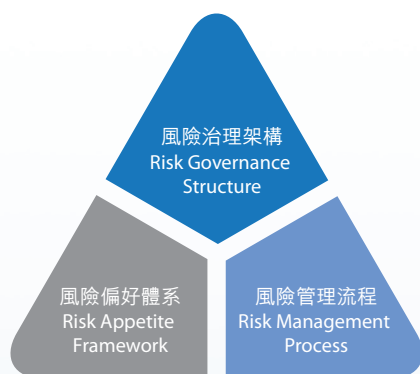 風險治理架構
Risk Governance
Structure
風險偏好體系
Risk Appetite
Framework
風險管理流程
Risk Management
Process